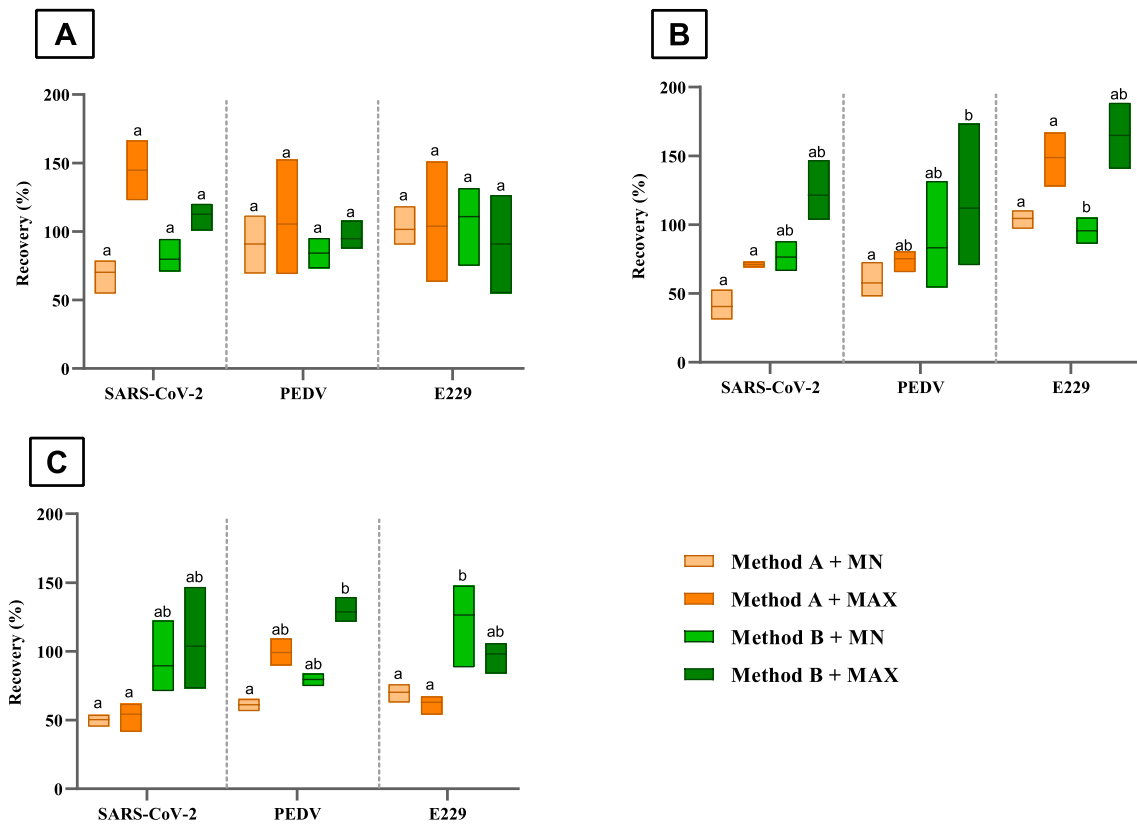 A
Recovery (%)
200
150
100
50
0
a
a
a
a
a
a
a
a
a
a
a
a
SARS-CoV-2
PEDV
E229
B
Recovery (%)
200
150
100
50
0
a
a
ab
ab
a
ab
ab
b
a
a
b
ab
SARS-CoV-2
PEDV
E229
C
Recovery (%)
200
150
100
50
0
a
a
ab
ab
a
ab
ab
b
a
a
b
ab
SARS-CoV-2
PEDV
E229
Method A + MN
Method A + MAX
Method B + MN
Method B + MAX